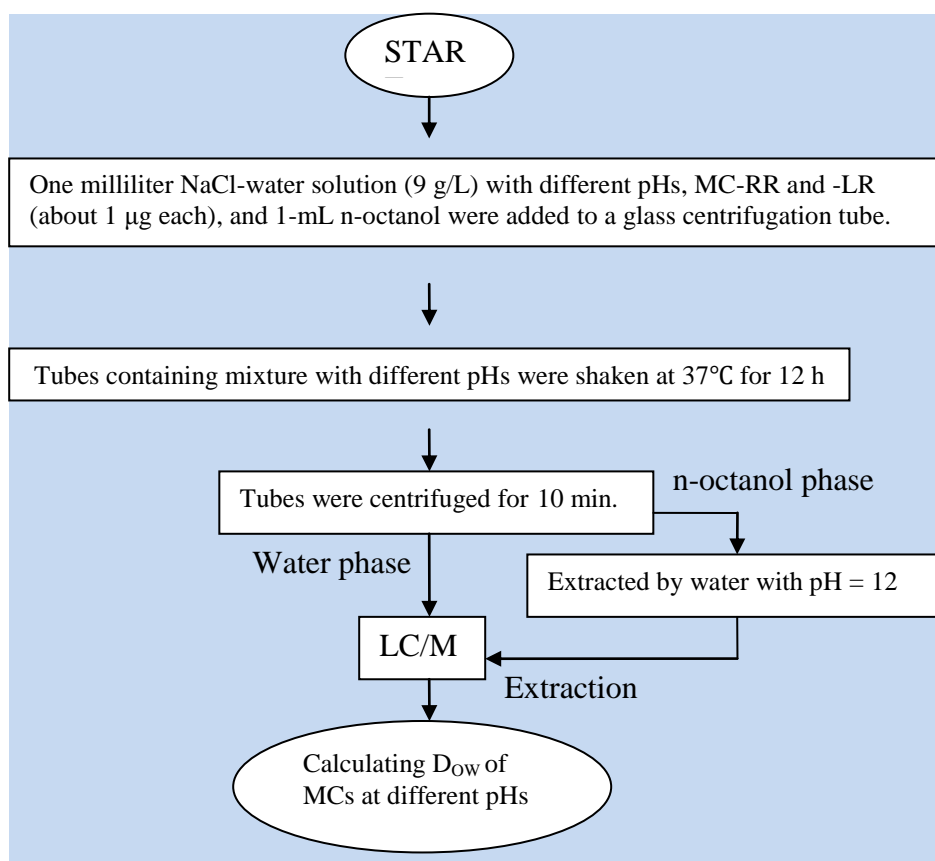 STAR
One milliliter NaCl-water solution (9 g/L) with different pHs, MC-RR and -LR
(about 1 μg each), and 1-mL n-octanol were added to a glass centrifugation tube.
Tubes containing mixture with different pHs were shaken at 37℃ for 12 h
n-octanol phase
Tubes were centrifuged for 10 min.
Water phase
Extracted by water with pH = 12
LC/M
Extraction
Calculating DOW of
MCs at different pHs